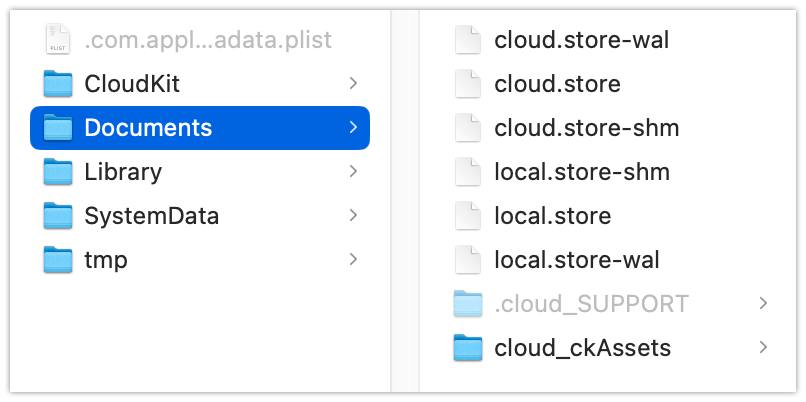 .com.appl...adata.plist
PLIST
CloudKit
Documents
Library
SystemData
tmp
cloud.store-wal
cloud.store
cloud.store-shm
local.store-shm
local.store
local.store-wal
.cloud_SUPPORT
cloud_ckAssets